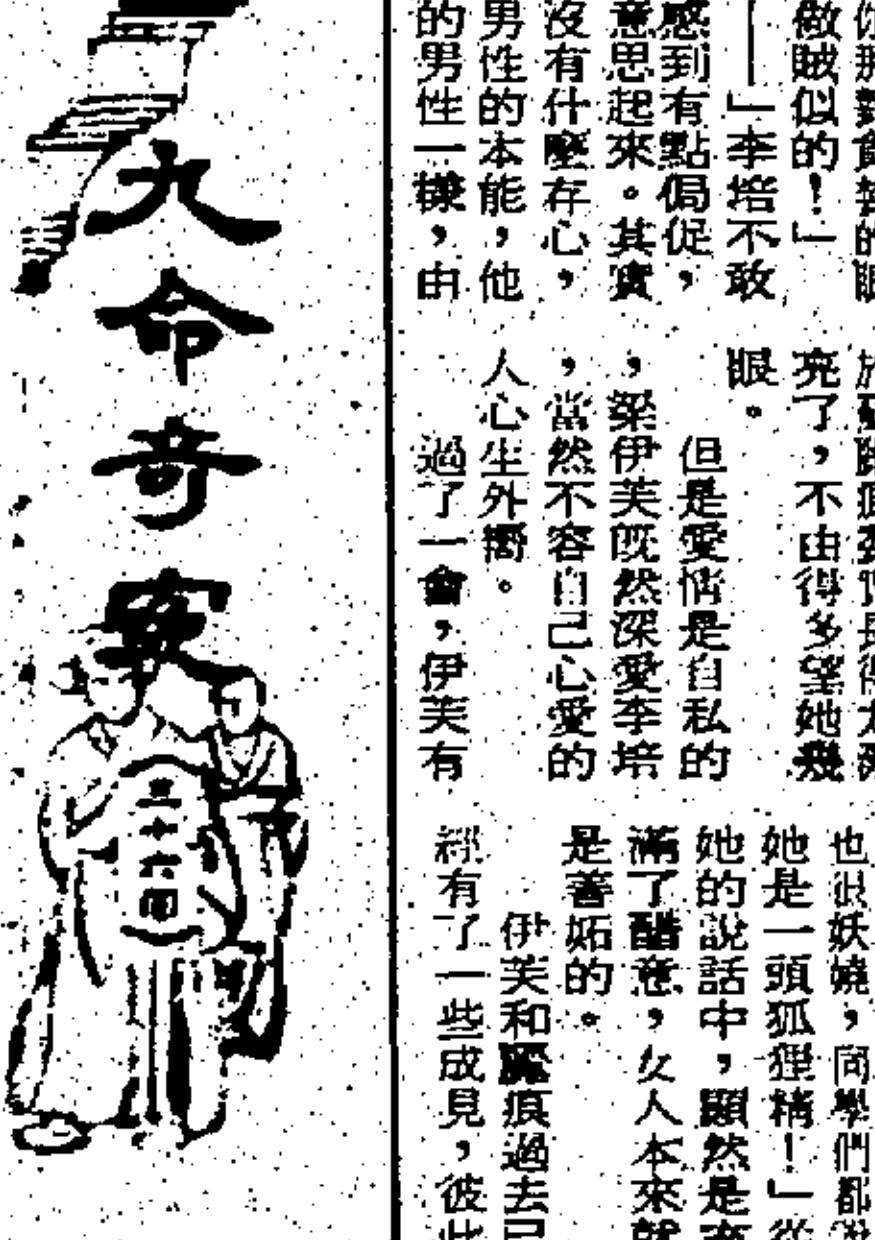 做賊似的！」
——」李培不敢
感到有點侷促，
意思起來。其實
沒有什麼存心，
男性的本能，他
的男性一樣，由
亮了，不由得多望她幾
眼。
但是愛情是自私的
，梁伊芙既然深愛李培
，當然不容自己心愛的
人心生外嚮。
過了一會，伊芙有
也很妖嬈，同學們都說
她是一頭狐狸精！」從
她的說話中，顯然是充
滿了醋意，女人本來就
是善妬的。
伊芙和痕過去已
經有了一些成見，彼此
九命奇案
三十六回